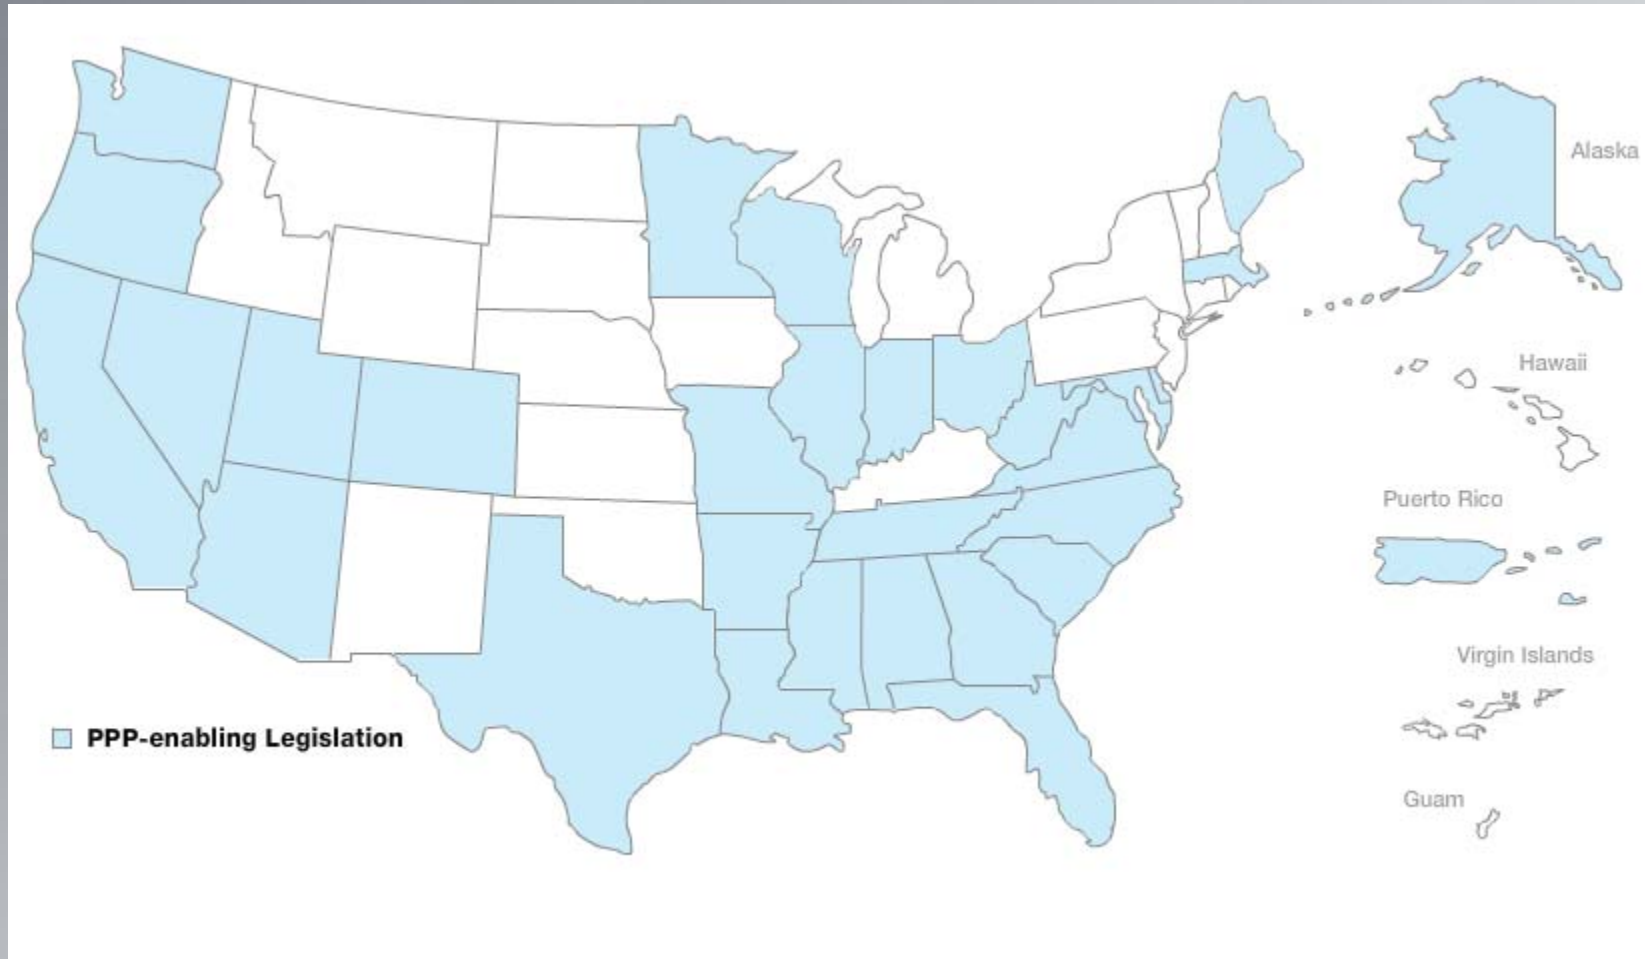 Alaska
Hawaii
Puerto Rico
Virgin Islands
PPP-enabling Legislation
Guam